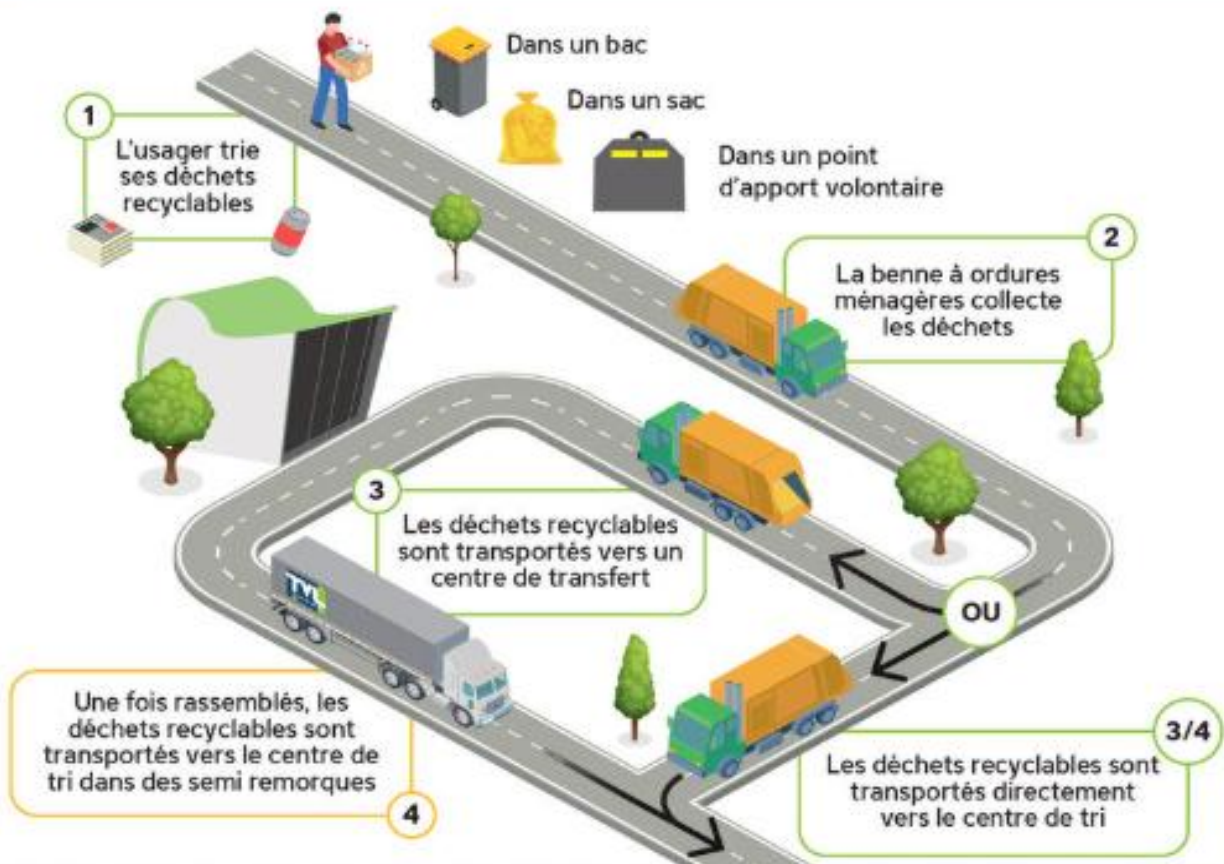 Dans un bac
Dans un sac
Dans un point
d'apport volontaire
1
L'usager trie
ses déchets
recyclables
2
La benne à ordures
ménagères collecte
les déchets
3
Les déchets recyclables
sont transportés vers un
centre de transfert
OU
TVL
Une fois rassemblés, les
déchets recyclables sont
transportés vers le centre de
tri dans des semi remorques
4
3/4
Les déchets recyclables sont
transportés directement
vers le centre de tri